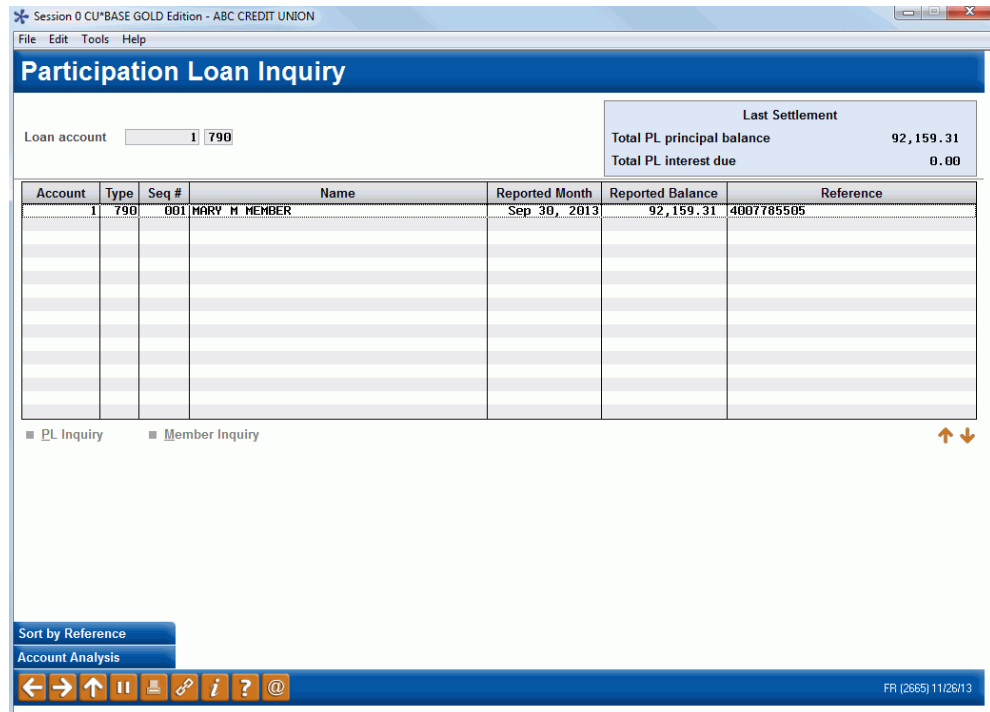 Session 0 CU*BASE GOLD Edition - ABC CREDIT UNION
File Edit Tools Help
Participation Loan Inquiry
Last Settlement
Loan account 1 790
Total PL principal balance 92,159.31
Total PL interest due 0.00
Account Type Seq # Name Reported Month Reported Balance Reference
1 790 001 MARY M MEMBER Sep 30, 2013 92,159.31 4007785505
PL Inquiry Member Inquiry
Sort by Reference
Account Analysis
FR (2665) 11/26/13